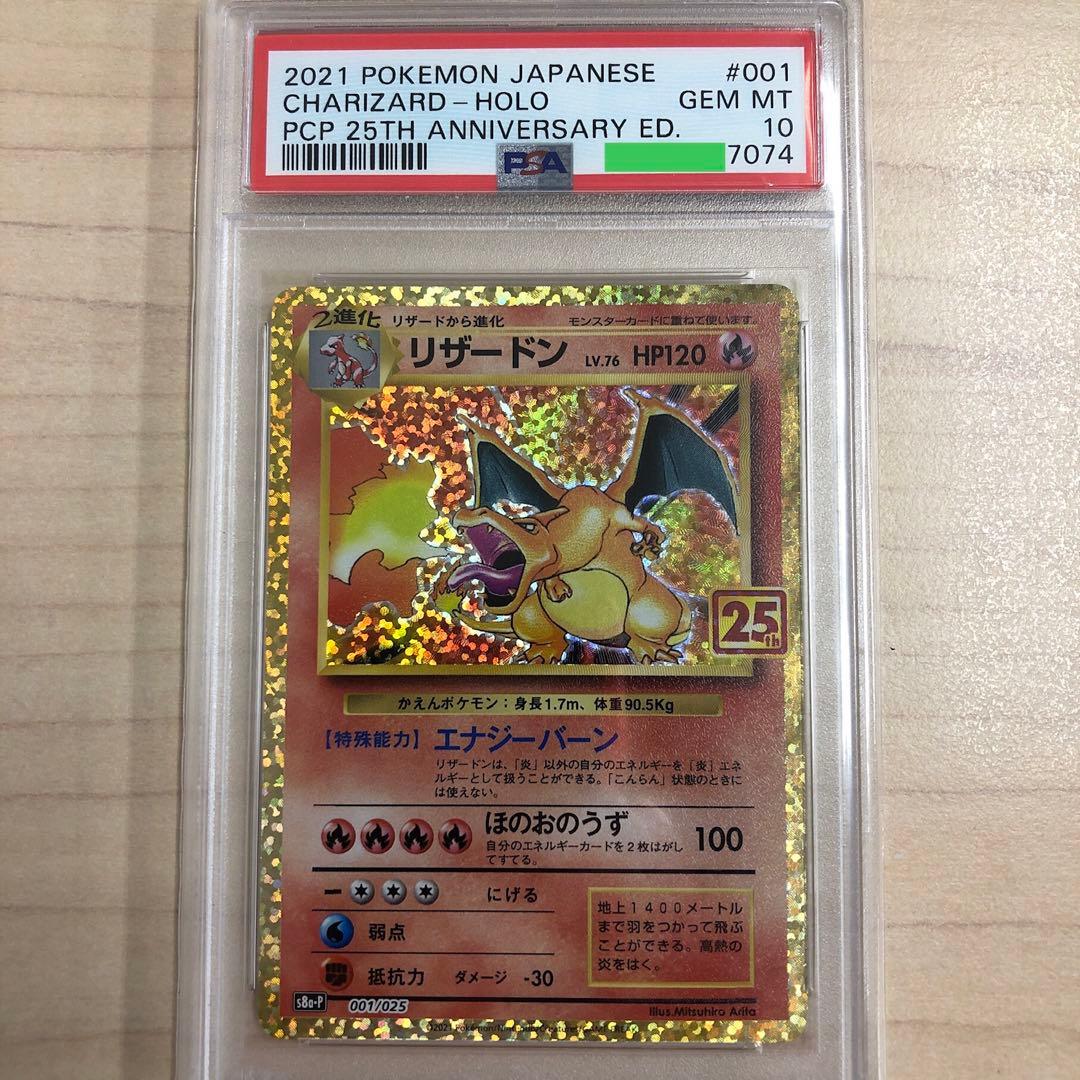 2021 POKEMON JAPANESE #001
CHARIZARD-HOLO GEM MT
PCP 25TH ANNIVERSARY ED. 10
7074
PSA
2進化 リザードから進化 モンスターカードに重ねて使います。
リザードン LV.76 HP120
25th
かえんポケモン：身長1.7m、体重90.5Kg
【特殊能力】 エナジーバーン
リザードンは、「炎」以外の自分のエネルギーを［炎］エネ
ルギーとして扱うことができる。「こんらん」状態のときに
は使えない。
ほのおのうず 100
自分のエネルギーカードを2枚はがし
てすてる。
ー にげる
弱点
抵抗力 ダメージ -30
地上1400メートル
まで羽をつかって飛ぶ
ことができる。高熱の
炎をはく。
s8a-P 001/025
Illus.Mitsuhiro Arita
©2021 Pokémon/Nintendo/Creatures/GAME FREAK